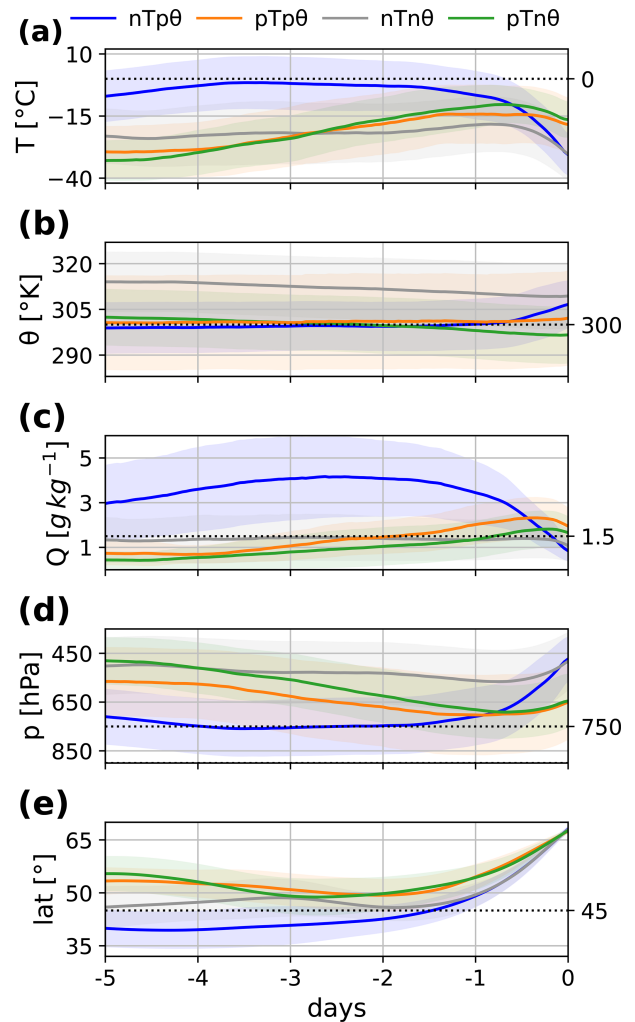 nTpθ pTpθ nTnθ pTnθ
(a)
T [°C]
10
−15
−40
0
(b)
θ [°K]
320
305
290
300
(c)
Q [g kg⁻¹]
5
3
1
1.5
(d)
p [hPa]
450
650
850
750
(e)
lat [°]
65
50
35
45
-5 -4 -3 -2 -1 0
days